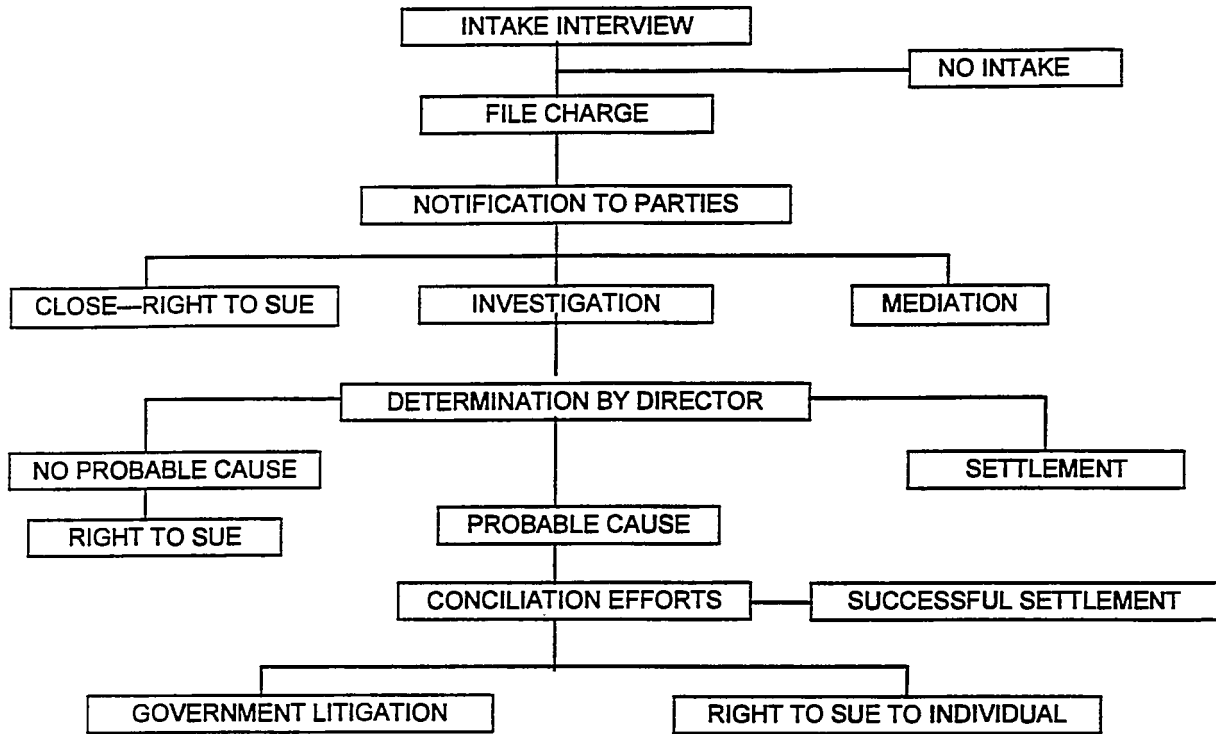 INTAKE INTERVIEW
NO INTAKE
FILE CHARGE
NOTIFICATION TO PARTIES
CLOSE—RIGHT TO SUE
INVESTIGATION
MEDIATION
DETERMINATION BY DIRECTOR
NO PROBABLE CAUSE
SETTLEMENT
RIGHT TO SUE
PROBABLE CAUSE
CONCILIATION EFFORTS
SUCCESSFUL SETTLEMENT
GOVERNMENT LITIGATION
RIGHT TO SUE TO INDIVIDUAL